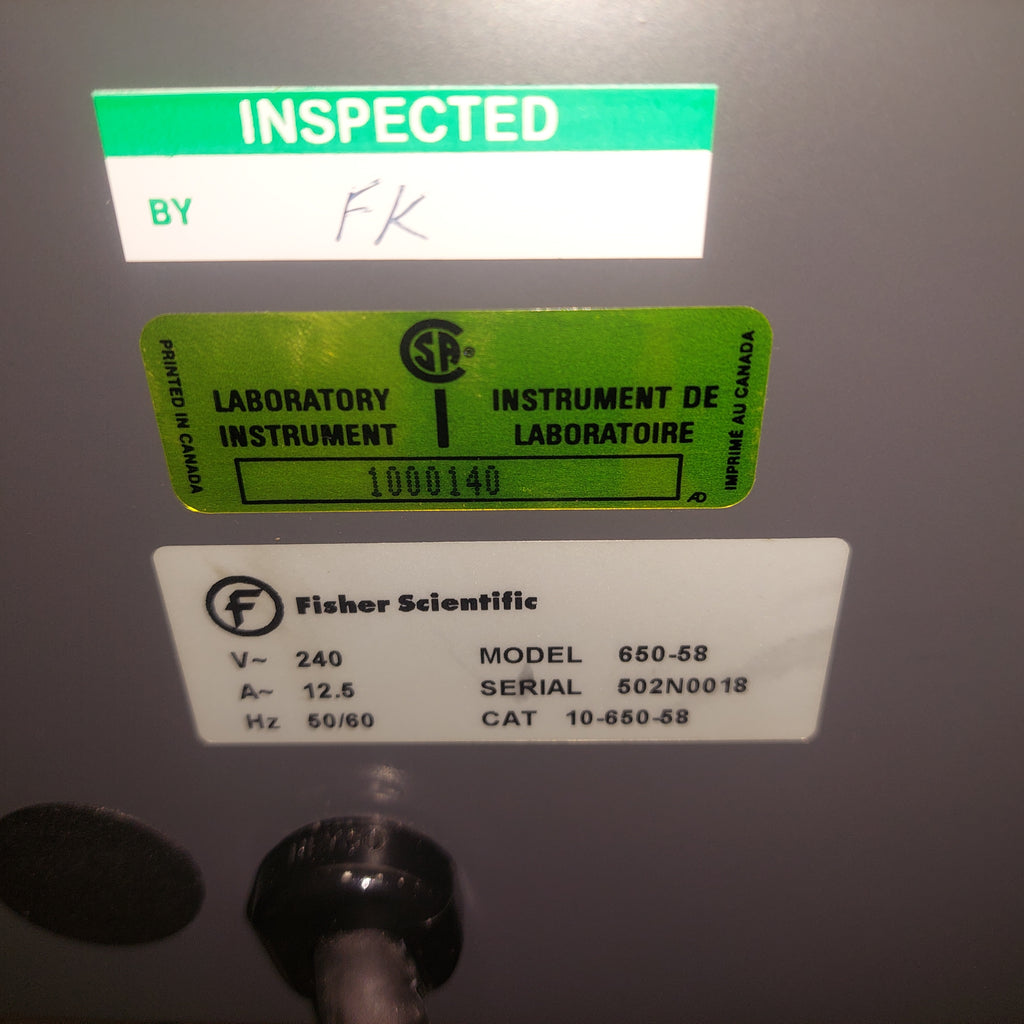 INSPECTED
BY FK
PRINTED IN CANADA
SA®
LABORATORY
INSTRUMENT
INSTRUMENT DE
LABORATOIRE
1000140
IMPRIMÉ AU CANADA
F Fisher Scientific
V~ 240
A~ 12.5
Hz 50/60
MODEL 650-58
SERIAL 502N0018
CAT 10-650-58